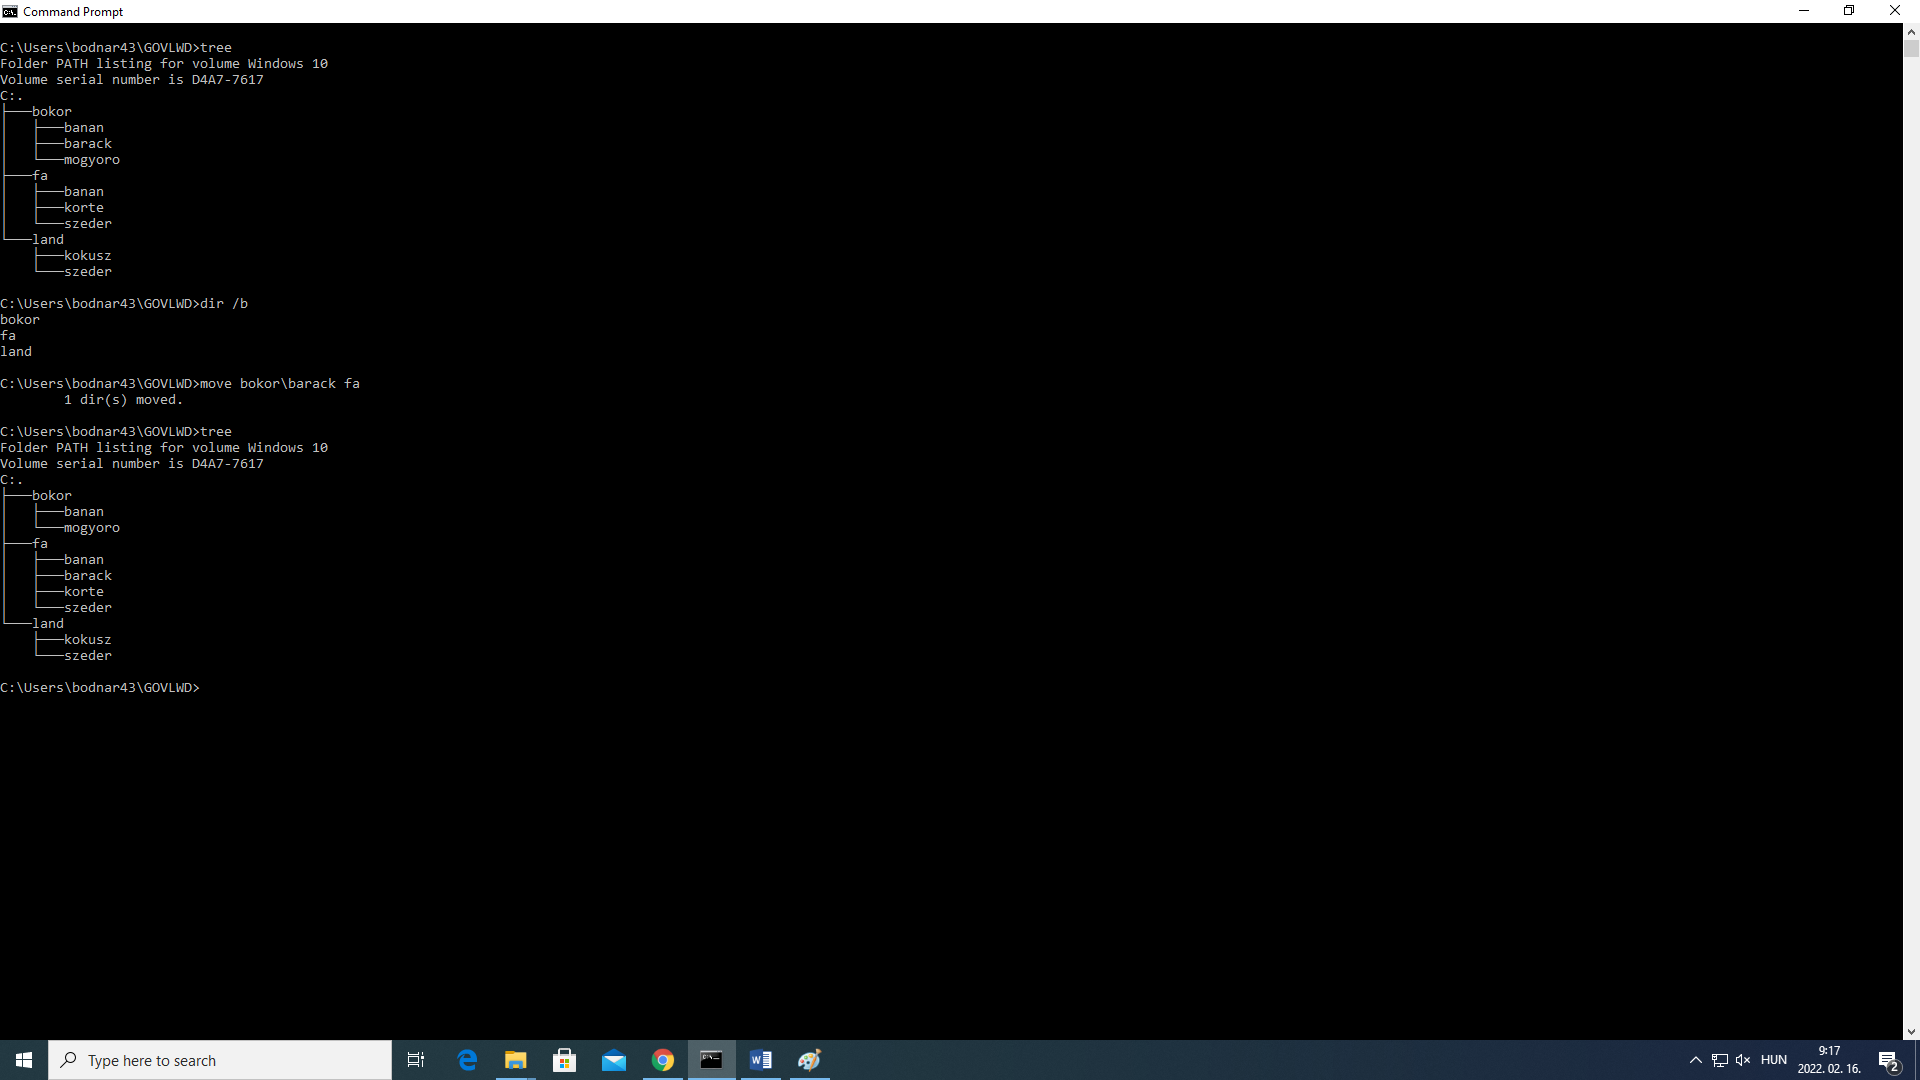 Command Prompt
C:\Users\bodnar43\GOVLWD>tree
Folder PATH listing for volume Windows 10
Volume serial number is D4A7-7617
C:.
├───bokor
│   ├───banan
│   ├───barack
│   └───mogyoro
├───fa
│   ├───banan
│   ├───korte
│   └───szeder
└───land
    ├───kokusz
    └───szeder
C:\Users\bodnar43\GOVLWD>dir /b
bokor
fa
land
C:\Users\bodnar43\GOVLWD>move bokor\barack fa
        1 dir(s) moved.
C:\Users\bodnar43\GOVLWD>tree
Folder PATH listing for volume Windows 10
Volume serial number is D4A7-7617
C:.
├───bokor
│   ├───banan
│   └───mogyoro
├───fa
│   ├───banan
│   ├───barack
│   ├───korte
│   └───szeder
└───land
    ├───kokusz
    └───szeder
C:\Users\bodnar43\GOVLWD>
Type here to search
HUN
9:17
2022. 02. 16.
2